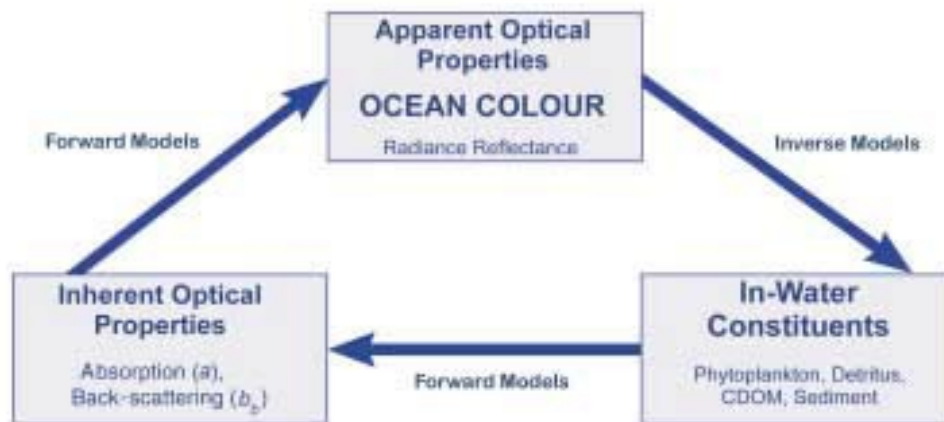 Apparent Optical
Properties
OCEAN COLOUR
Radiance Reflectance
Forward Models
Inverse Models
Inherent Optical
Properties
Absorption (a),
Back-scattering (b_b)
Forward Models
In-Water
Constituents
Phytoplankton, Detritus,
CDOM, Sediment